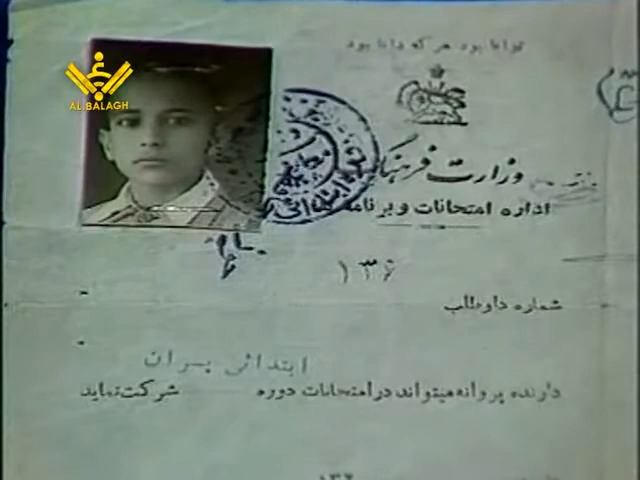 توانا بود هر که دانا بود
AL BALAGH
وزارت فرهنگ
اداره امتحانات و برنامه
۱۳۶
شماره داوطلب
ابتدائی پسران
دارنده پروانه میتواند در امتحانات دوره شرکت نماید